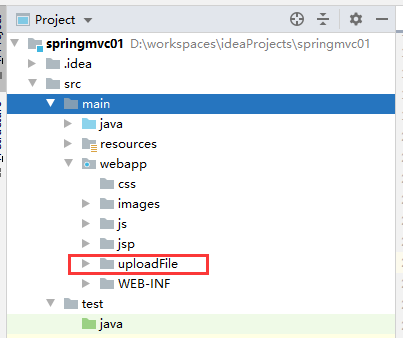 Project
springmvc01 D:\workspaces\ideaProjects\springmvc01
.idea
src
main
java
resources
webapp
css
images
js
jsp
uploadFile
WEB-INF
test
java